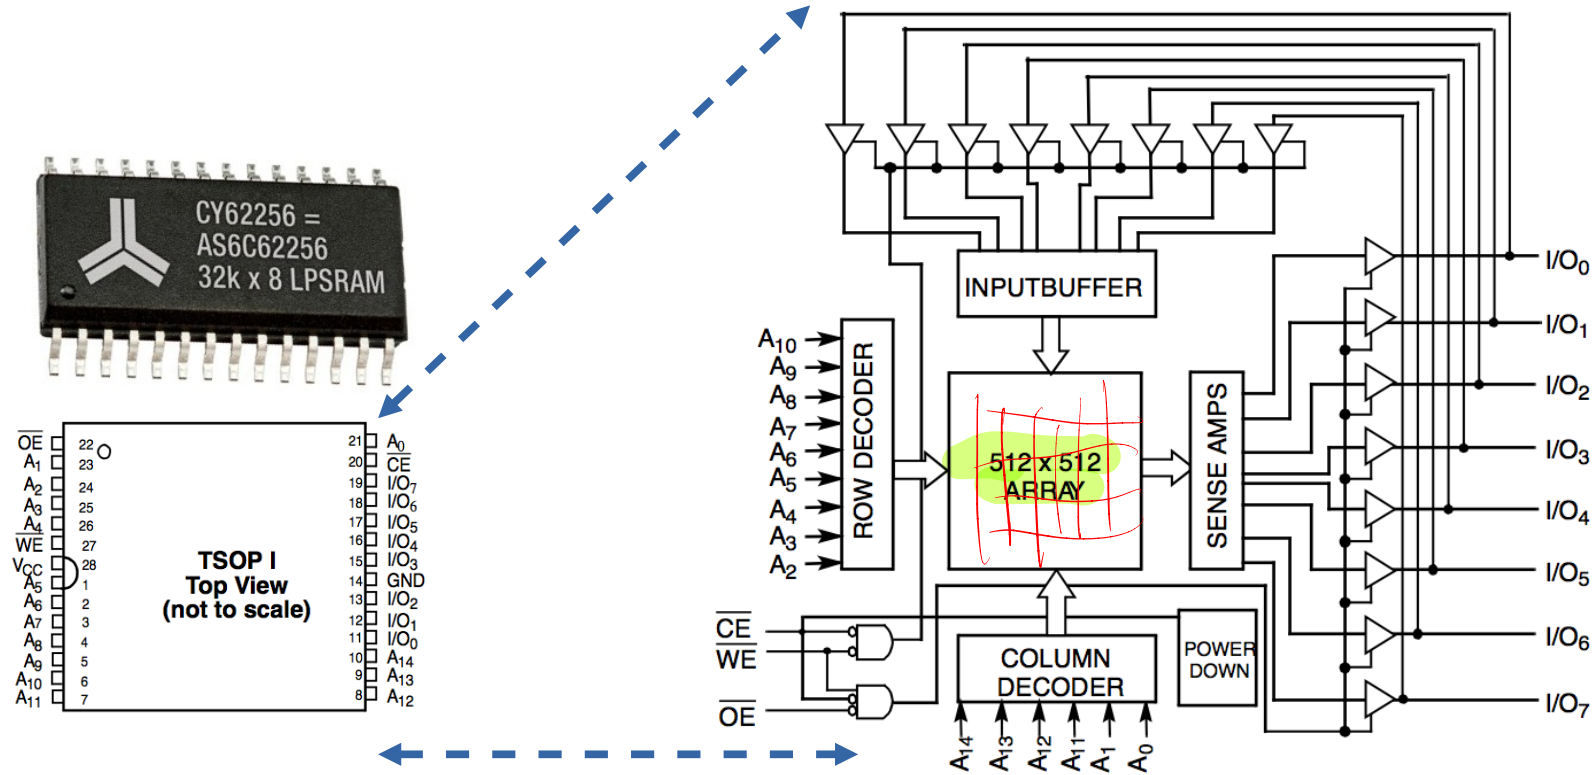 CY62256 =
AS6C62256
32k x 8 LPSRAM
OE 22
A1 23
A2 24
A3 25
A4 26
WE 27
VCC 28
A5 1
A6 2
A7 3
A8 4
A9 5
A10 6
A11 7
TSOP I
Top View
(not to scale)
21 A0
20 CE
19 I/O7
18 I/O6
17 I/O5
16 I/O4
15 I/O3
14 GND
13 I/O2
12 I/O1
11 I/O0
10 A14
9 A13
8 A12
INPUTBUFFER
A10
A9
A8
A7
A6
A5
A4
A3
A2
ROW DECODER
512 x 512
ARRAY
SENSE AMPS
I/O0
I/O1
I/O2
I/O3
I/O4
I/O5
I/O6
I/O7
CE
WE
OE
COLUMN
DECODER
POWER
DOWN
A14
A13
A12
A11
A1
A0